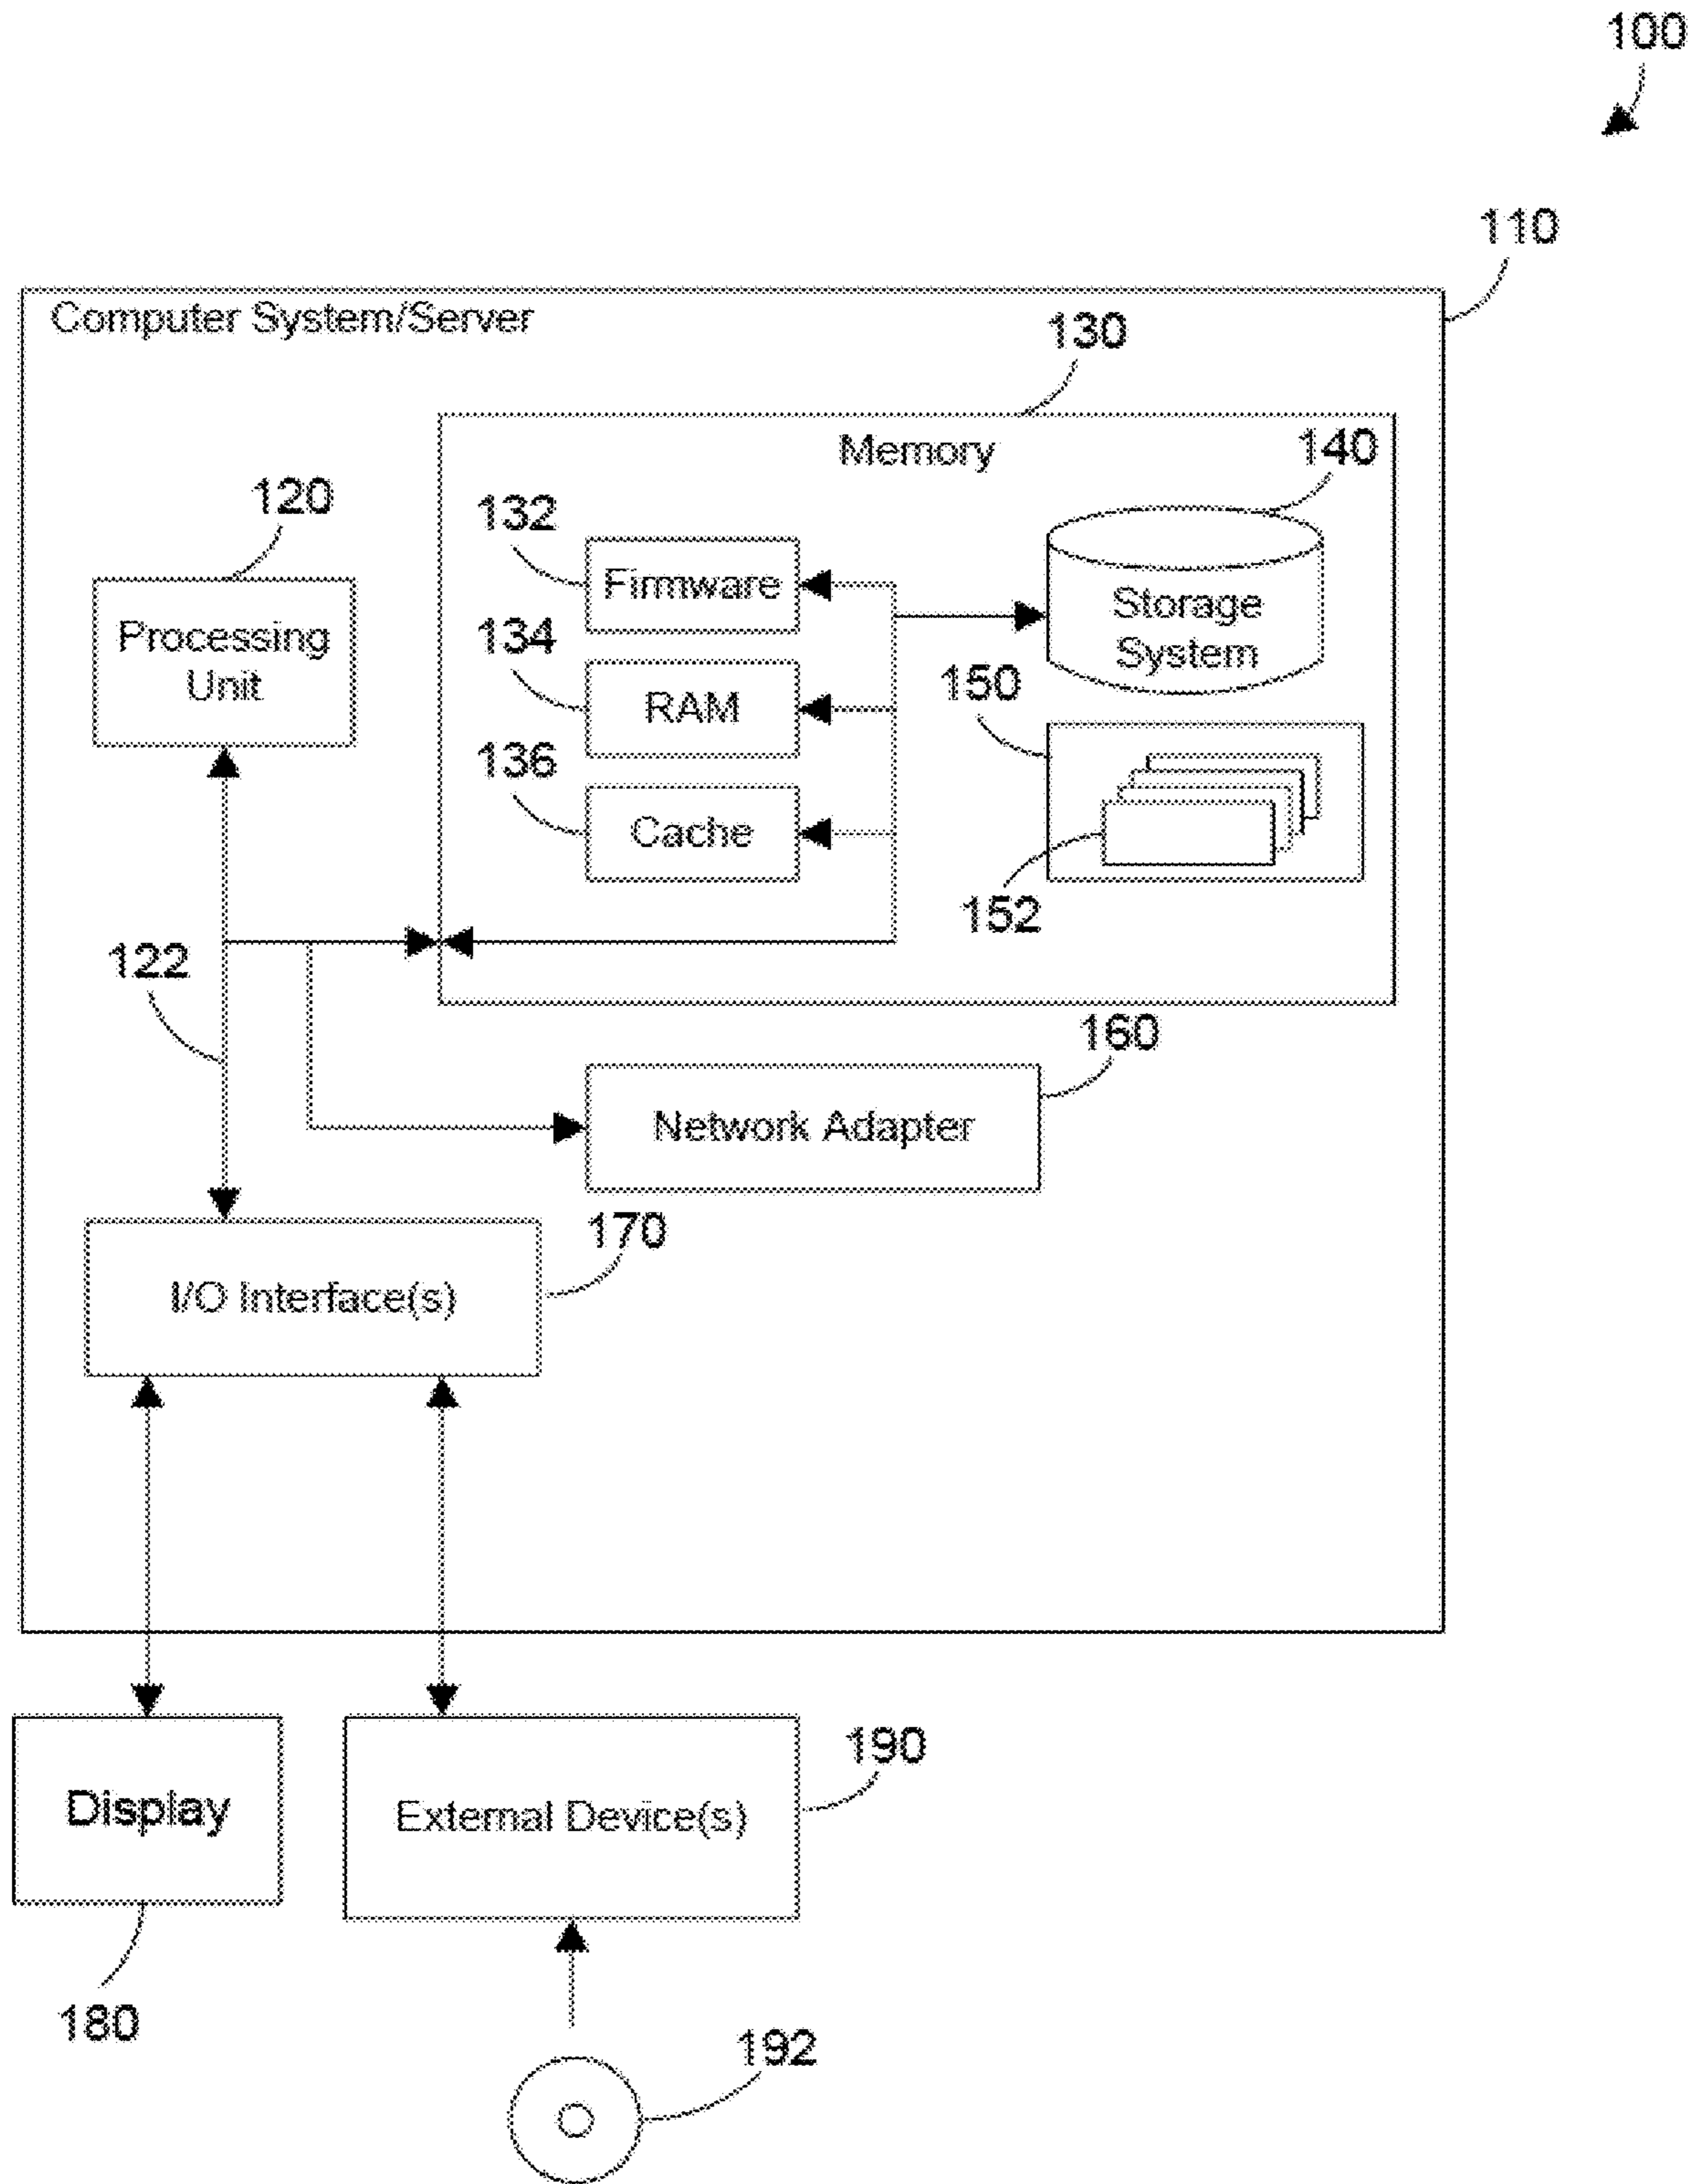 100
110
Computer System/Server
130
Memory
140
120
132
Firmware
Storage
System
Processing
Unit
134
RAM
150
136
Cache
152
122
160
Network Adapter
170
I/O Interface(s)
190
Display
External Device(s)
180
192